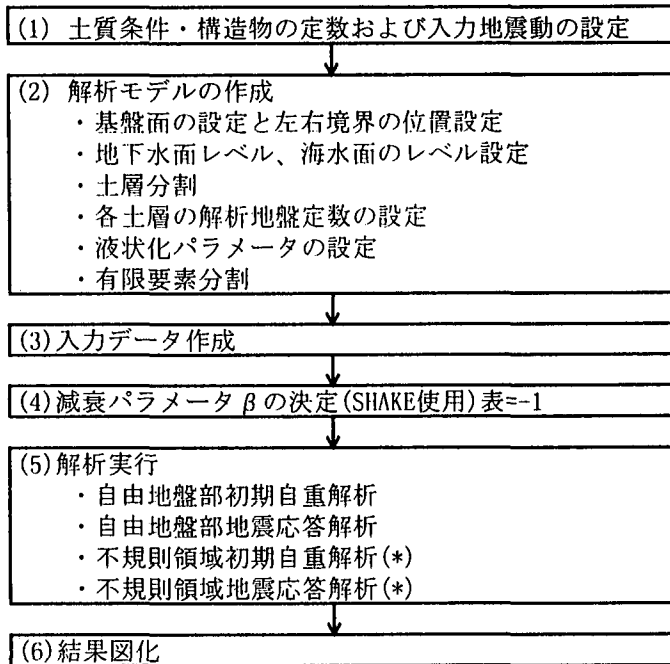 (1) 土質条件・構造物の定数および入力地震動の設定
(2) 解析モデルの作成
・基盤面の設定と左右境界の位置設定
・地下水面レベル、海水面のレベル設定
・土層分割
・各土層の解析地盤定数の設定
・液状化パラメータの設定
・有限要素分割
(3)入力データ作成
(4)減衰パラメータβの決定(SHAKE使用)表=-1
(5)解析実行
・自由地盤部初期自重解析
・自由地盤部地震応答解析
・不規則領域初期自重解析(*)
・不規則領域地震応答解析(*)
(6)結果図化